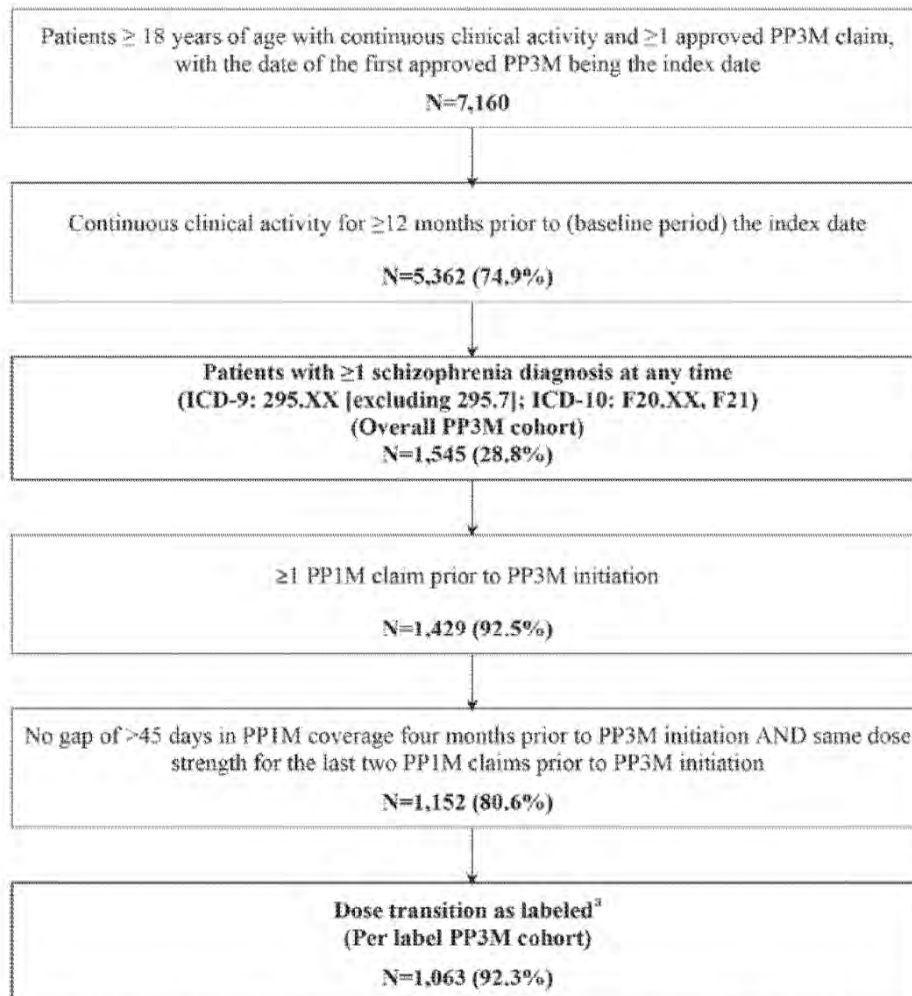 Patients ≥ 18 years of age with continuous clinical activity and ≥1 approved PP3M claim,
with the date of the first approved PP3M being the index date
N=7,160
Continuous clinical activity for ≥12 months prior to (baseline period) the index date
N=5,362 (74.9%)
Patients with ≥1 schizophrenia diagnosis at any time
(ICD-9: 295.XX [excluding 295.7]; ICD-10: F20.XX, F21)
(Overall PP3M cohort)
N=1,545 (28.8%)
≥1 PP1M claim prior to PP3M initiation
N=1,429 (92.5%)
No gap of >45 days in PP1M coverage four months prior to PP3M initiation AND same dose
strength for the last two PP1M claims prior to PP3M initiation
N=1,152 (80.6%)
Dose transition as labeledᵃ
(Per label PP3M cohort)
N=1,063 (92.3%)